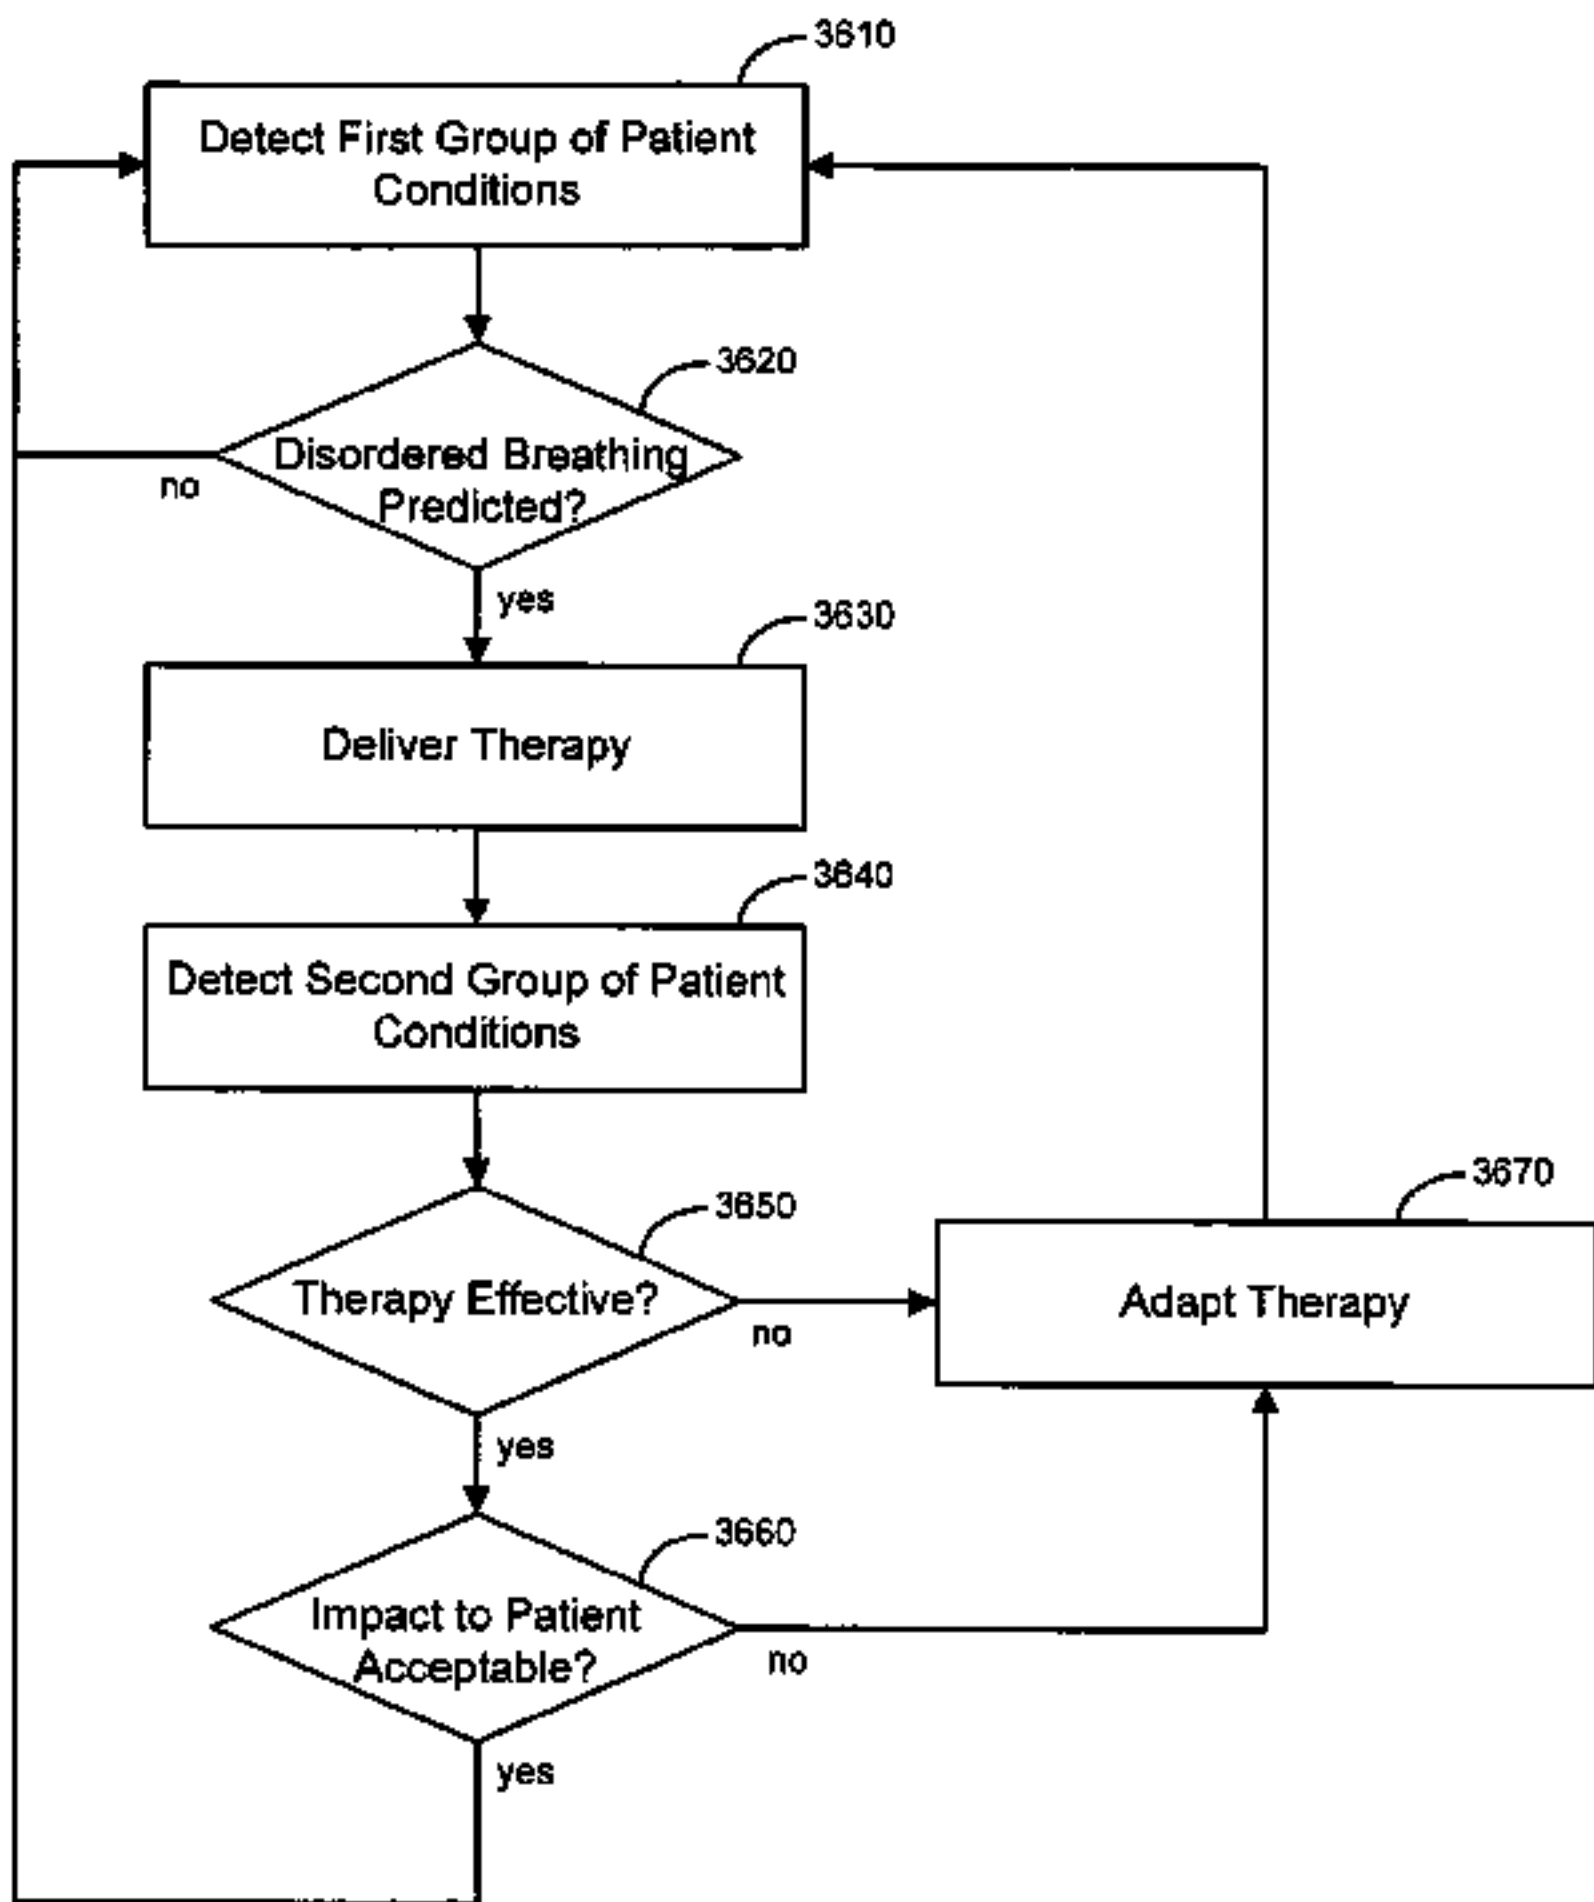 3610
Detect First Group of Patient
Conditions
3620
Disordered Breathing
Predicted?
no
yes
3630
Deliver Therapy
3640
Detect Second Group of Patient
Conditions
3650
Therapy Effective?
no
yes
3670
Adapt Therapy
3660
Impact to Patient
Acceptable?
no
yes